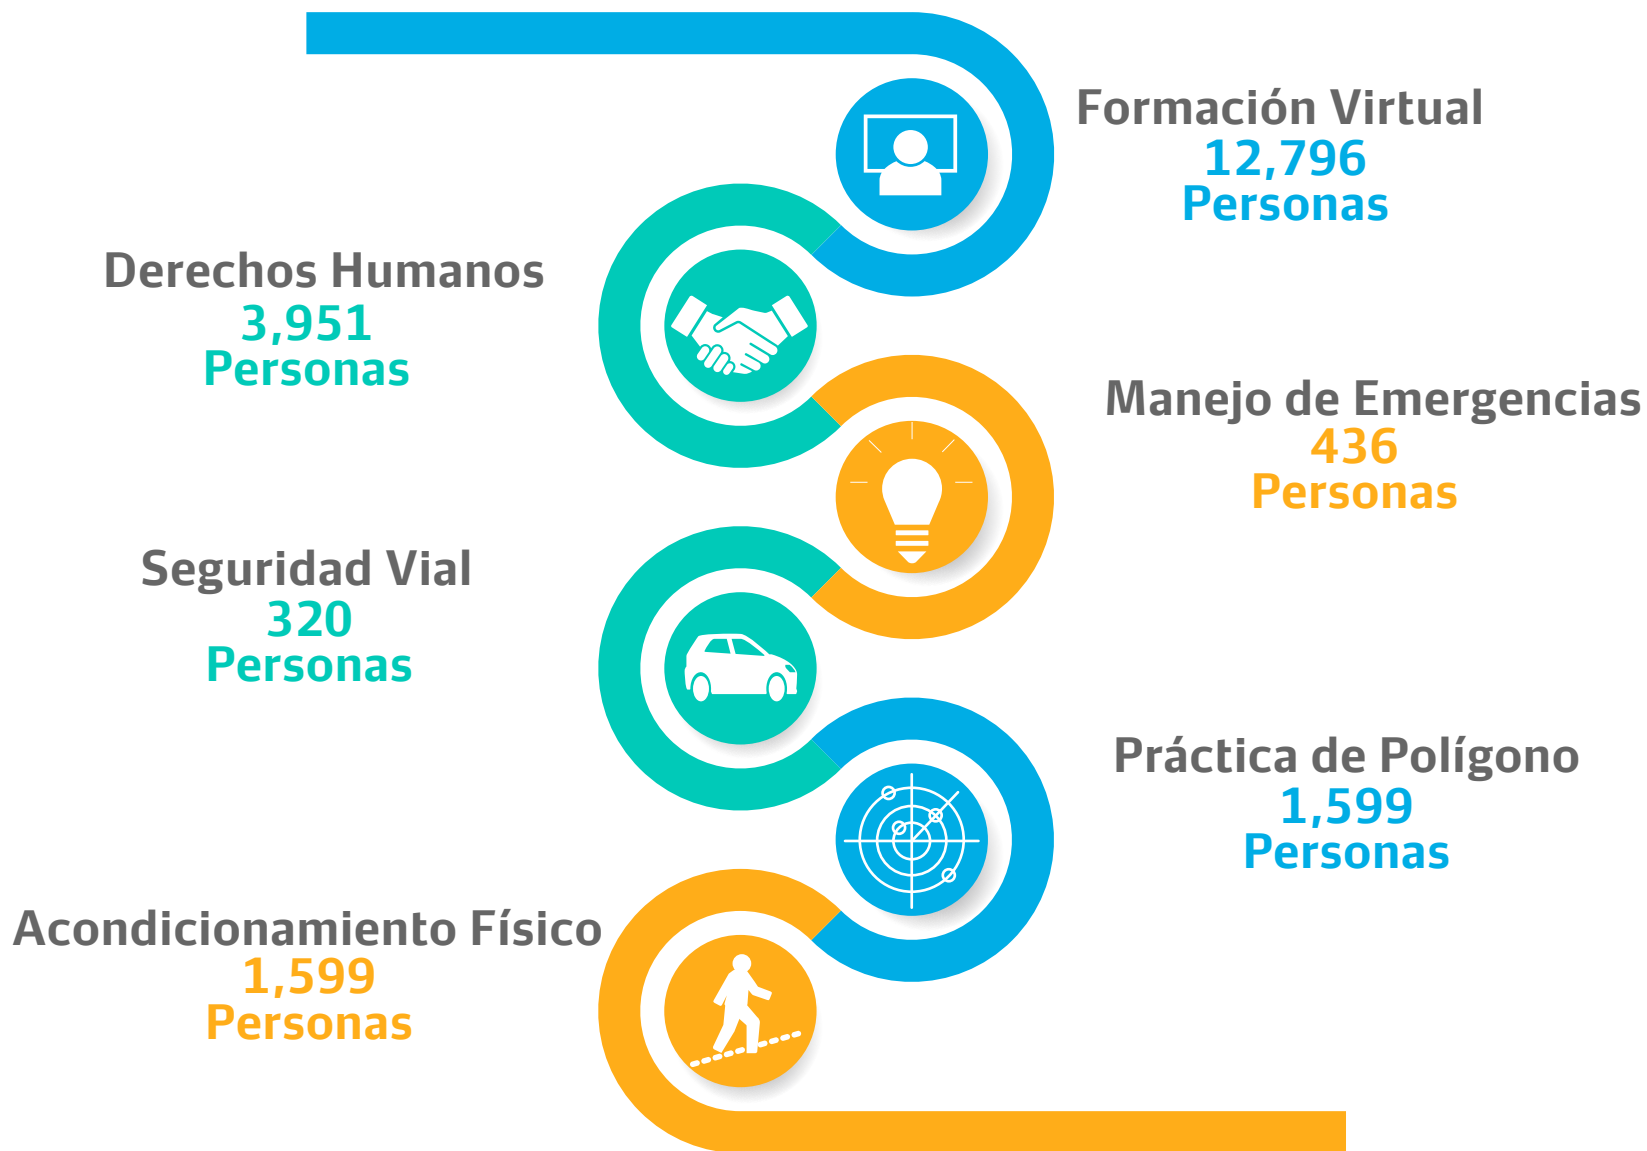 Formación Virtual
12,796
Personas
Derechos Humanos
3,951
Personas
Manejo de Emergencias
436
Personas
Seguridad Vial
320
Personas
Práctica de Polígono
1,599
Personas
Acondicionamiento Físico
1,599
Personas